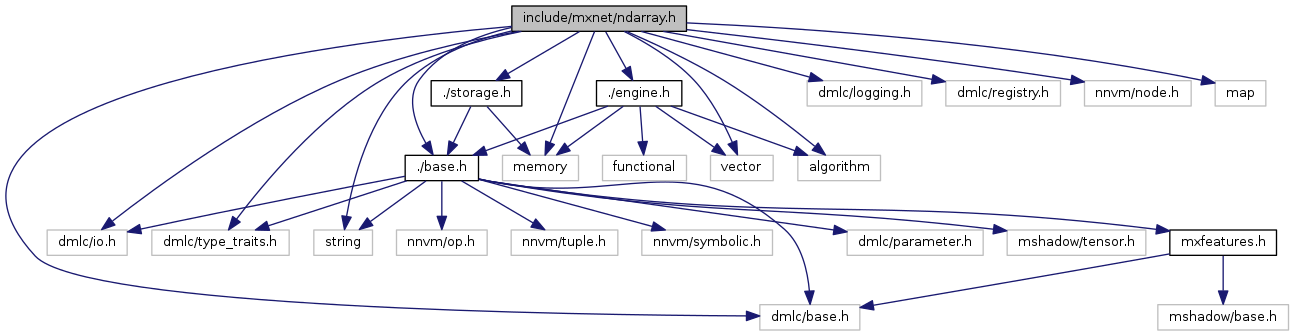 include/mxnet/ndarray.h
./storage.h
./engine.h
dmlc/logging.h
dmlc/registry.h
nnvm/node.h
map
./base.h
memory
functional
vector
algorithm
dmlc/io.h
dmlc/type_traits.h
string
nnvm/op.h
nnvm/tuple.h
nnvm/symbolic.h
dmlc/parameter.h
mshadow/tensor.h
mxfeatures.h
dmlc/base.h
mshadow/base.h